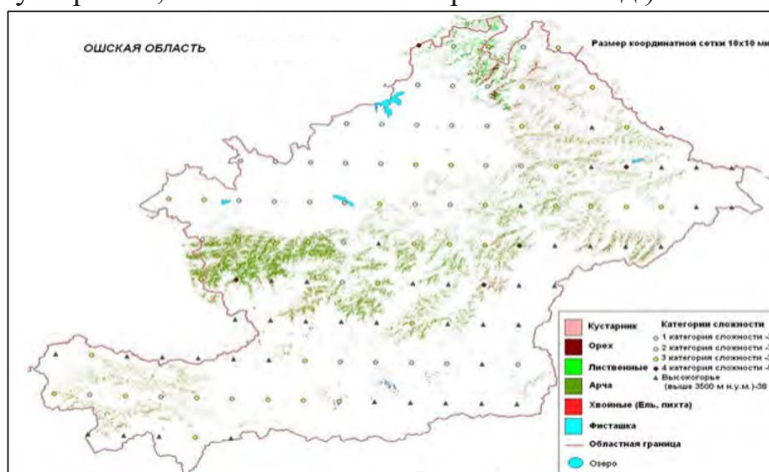 ОШСКАЯ ОБЛАСТЬ
Размер координатной сетки 10х10 ми
Кустарник
Орех
Лиственные
Арча
Хвойные (Ель, пихта)
Фисташка
Областная граница
Озеро
Категории сложности
1 категория сложности -
2 категория сложности -
3 категория сложности -
4 категория сложности -
Высокогорье
(выше 3500 м н.у.м.)-38